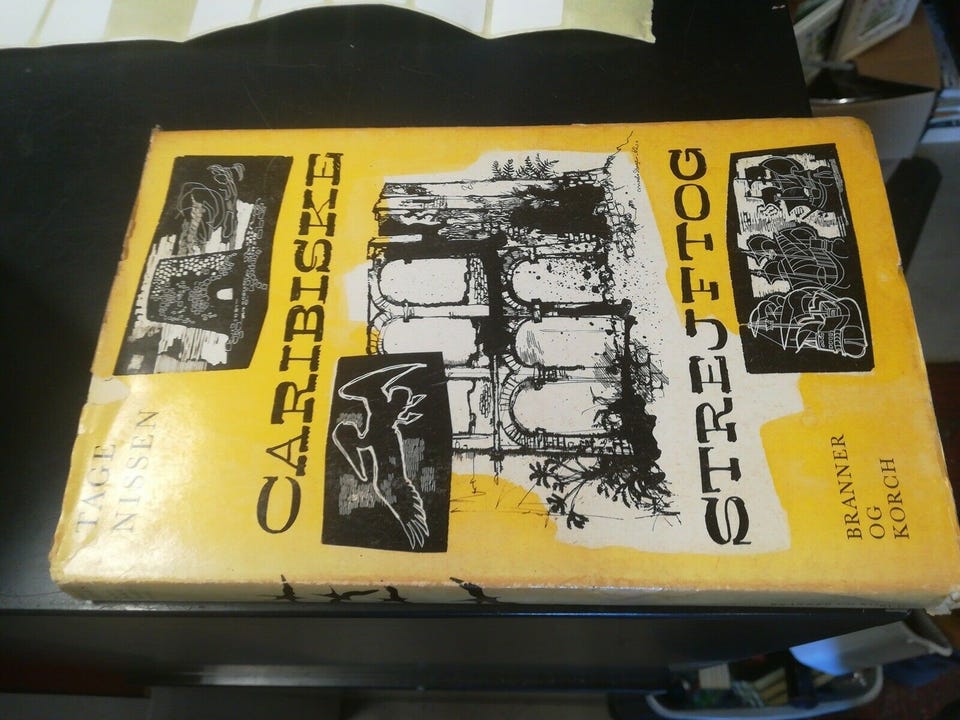 TAGE
NISSEN
CARIBISKE
STREJFTOG
BRANNER
OG
KORCH